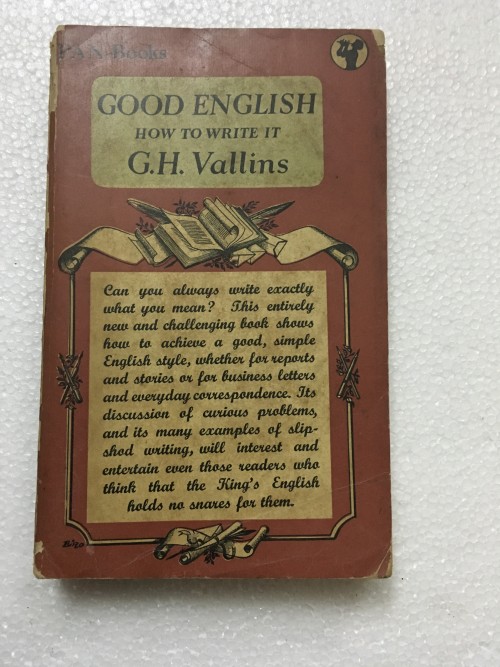 PAN-Books
GOOD ENGLISH
HOW TO WRITE IT
G.H. Vallins
Can you always write exactly
what you mean? This entirely
new and challenging book shows
how to achieve a good, simple
English style, whether for reports
and stories or for business letters
and everyday correspondence. Its
discussion of curious problems,
and its many examples of slip-
shod writing, will interest and
entertain even those readers who
think that the King's English
holds no snares for them.